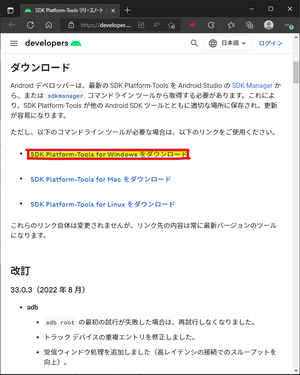 SDK Platform-Tools リリースノート
https://developer....
developers
日本語
ログイン
ダウンロード
Android デベロッパーは、最新の SDK Platform-Tools を Android Studio の SDK Manager か
ら、または sdkmanager コマンドライン ツールから取得する必要があります。これによ
り、SDK Platform-Tools が他の Android SDK ツールとともに適切な場所に保存され、更新
が容易になります。
ただし、以下のコマンドライン ツールが必要な場合は、以下のリンクをご使用ください。
• SDK Platform-Tools for Windows をダウンロード
• SDK Platform-Tools for Mac をダウンロード
• SDK Platform-Tools for Linux をダウンロード
これらのリンク自体は変更されませんが、リンク先の内容は常に最新バージョンのツール
になります。
改訂
33.0.3（2022 年 8 月）
• adb
• adb root の最初の試行が失敗した場合は、再試行しなくなりました。
• トラック デバイスの重複エントリを修正しました。
• 受信ウィンドウ処理を追加しました（高レイテンシの接続でのスループットを
向上）。